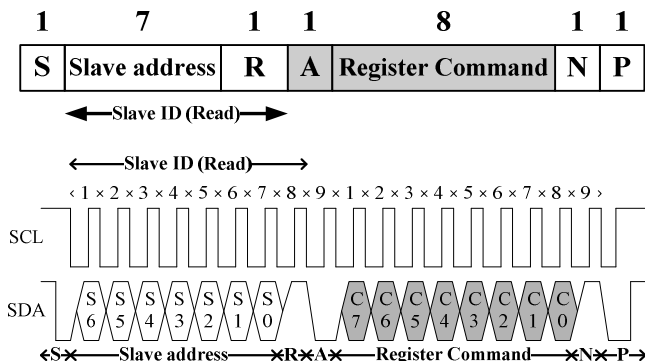 1 7 1 1 8 1 1
S Slave address R A Register Command N P
Slave ID (Read)
Slave ID (Read)
1 × 2 × 3 × 4 × 5 × 6 × 7 × 8 × 9 × 1 × 2 × 3 × 4 × 5 × 6 × 7 × 8 × 9
SCL
SDA S6 S5 S4 S3 S2 S1 S0 C7 C6 C5 C4 C3 C2 C1 C0
S Slave address R A Register Command N P